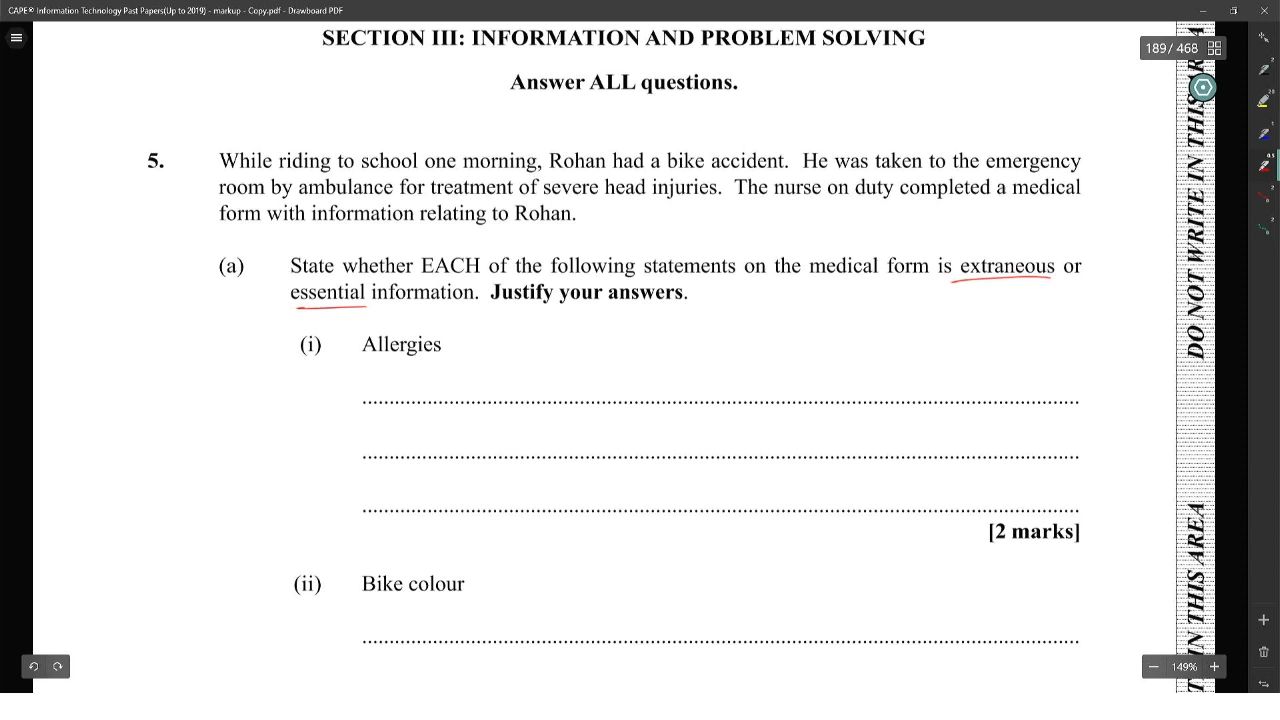 CAPE® Information Technology Past Papers(Up to 2019) - markup - Copy.pdf - Drawboard PDF
189 / 468
SECTION III: INFORMATION AND PROBLEM SOLVING
Answer ALL questions.
5. While riding to school one morning, Rohan had a bike accident. He was taken to the emergency
room by ambulance for treatment of severe head injuries. The nurse on duty completed a medical
form with information relating to Rohan.
(a) State whether EACH of the following statements on the medical form is extraneous or
essential information. Justify your answers.
(i) Allergies
[2 marks]
(ii) Bike colour
DO NOT WRITE IN THIS A
IN THIS AREA
149%